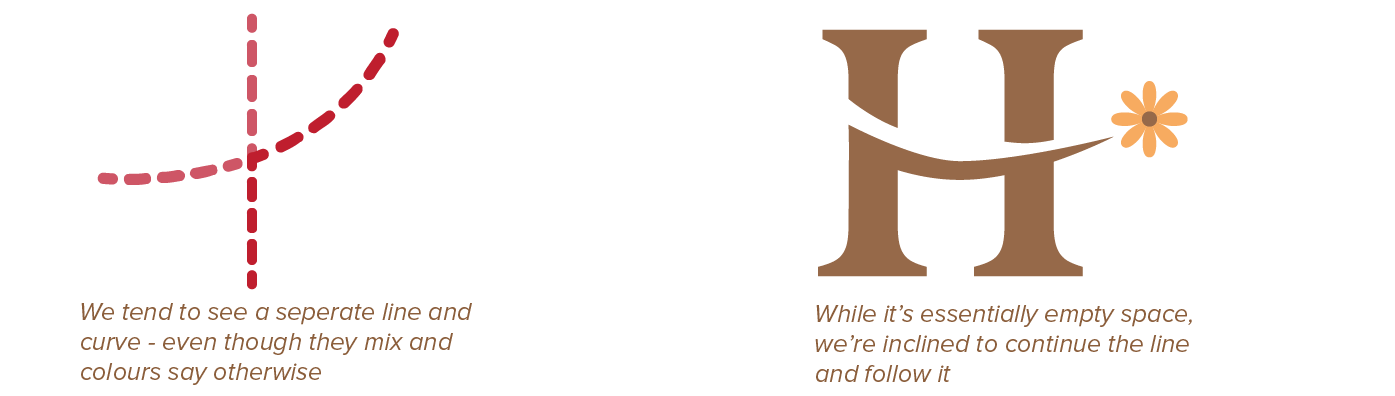 H
We tend to see a seperate line and
curve - even though they mix and
colours say otherwise
While it's essentially empty space,
we're inclined to continue the line
and follow it